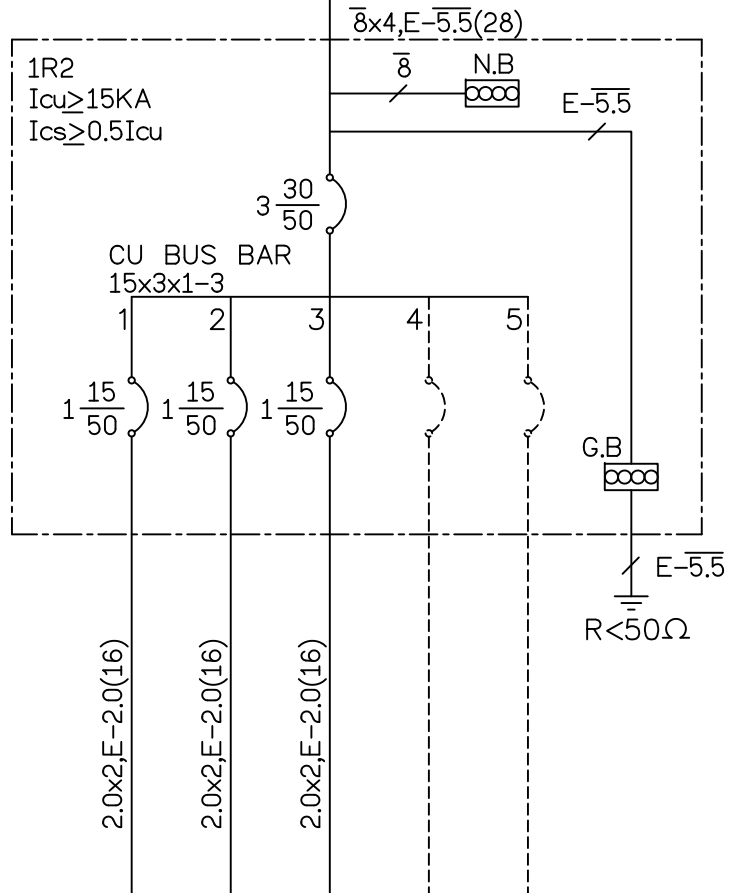 8̅x4,E-5̅.̅5̅(28)
1R2
Icu≥15KA
Ics≥0.5Icu
8̅
N.B
E-5̅.̅5̅
3 30/50
CU BUS BAR
15x3x1-3
1 2 3 4 5
1 15/50
1 15/50
1 15/50
G.B
E-5̅.̅5̅
R<50Ω
2.0x2,E-2.0(16)
2.0x2,E-2.0(16)
2.0x2,E-2.0(16)